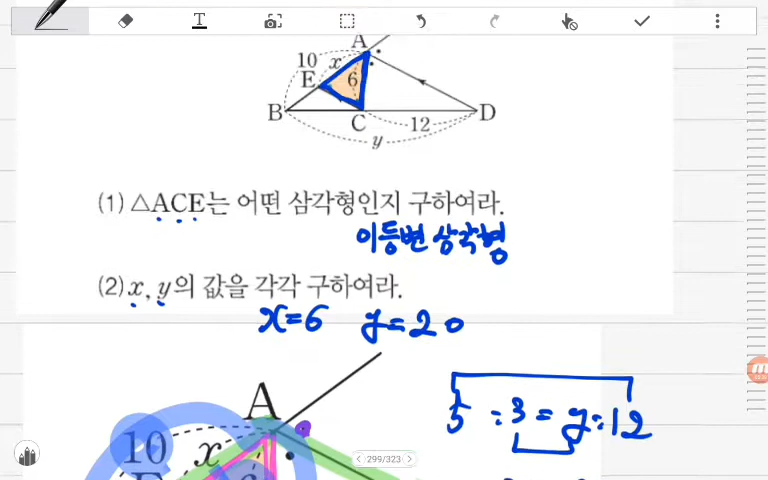 T
A
10 x
E 6
B C 12 D
y
(1) △ACE는 어떤 삼각형인지 구하여라.
이등변 삼각형
(2) x, y의 값을 각각 구하여라.
x=6 y=20
5 : 3 = y : 12
A
10 x
299/323